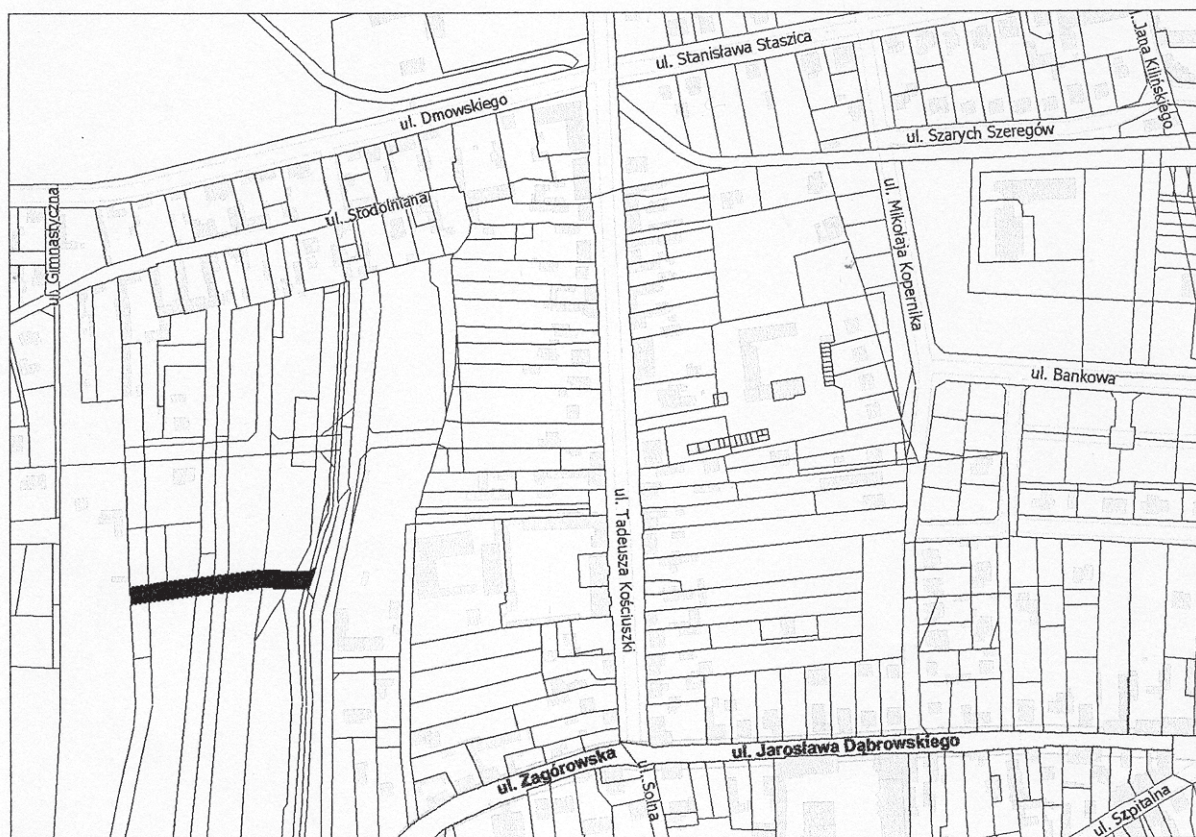 ul. Stanisława Staszica
ul. Jana Kilińskiego
ul. Dmowskiego
ul. Szarych Szeregów
ul. Gimnastyczna
ul. Stodolniana
ul. Mikołaja Kopernika
ul. Bankowa
ul. Tadeusza Kościuszki
ul. Zagórowska
ul. Jarosława Dąbrowskiego
ul. Solna
ul. Szpitalna